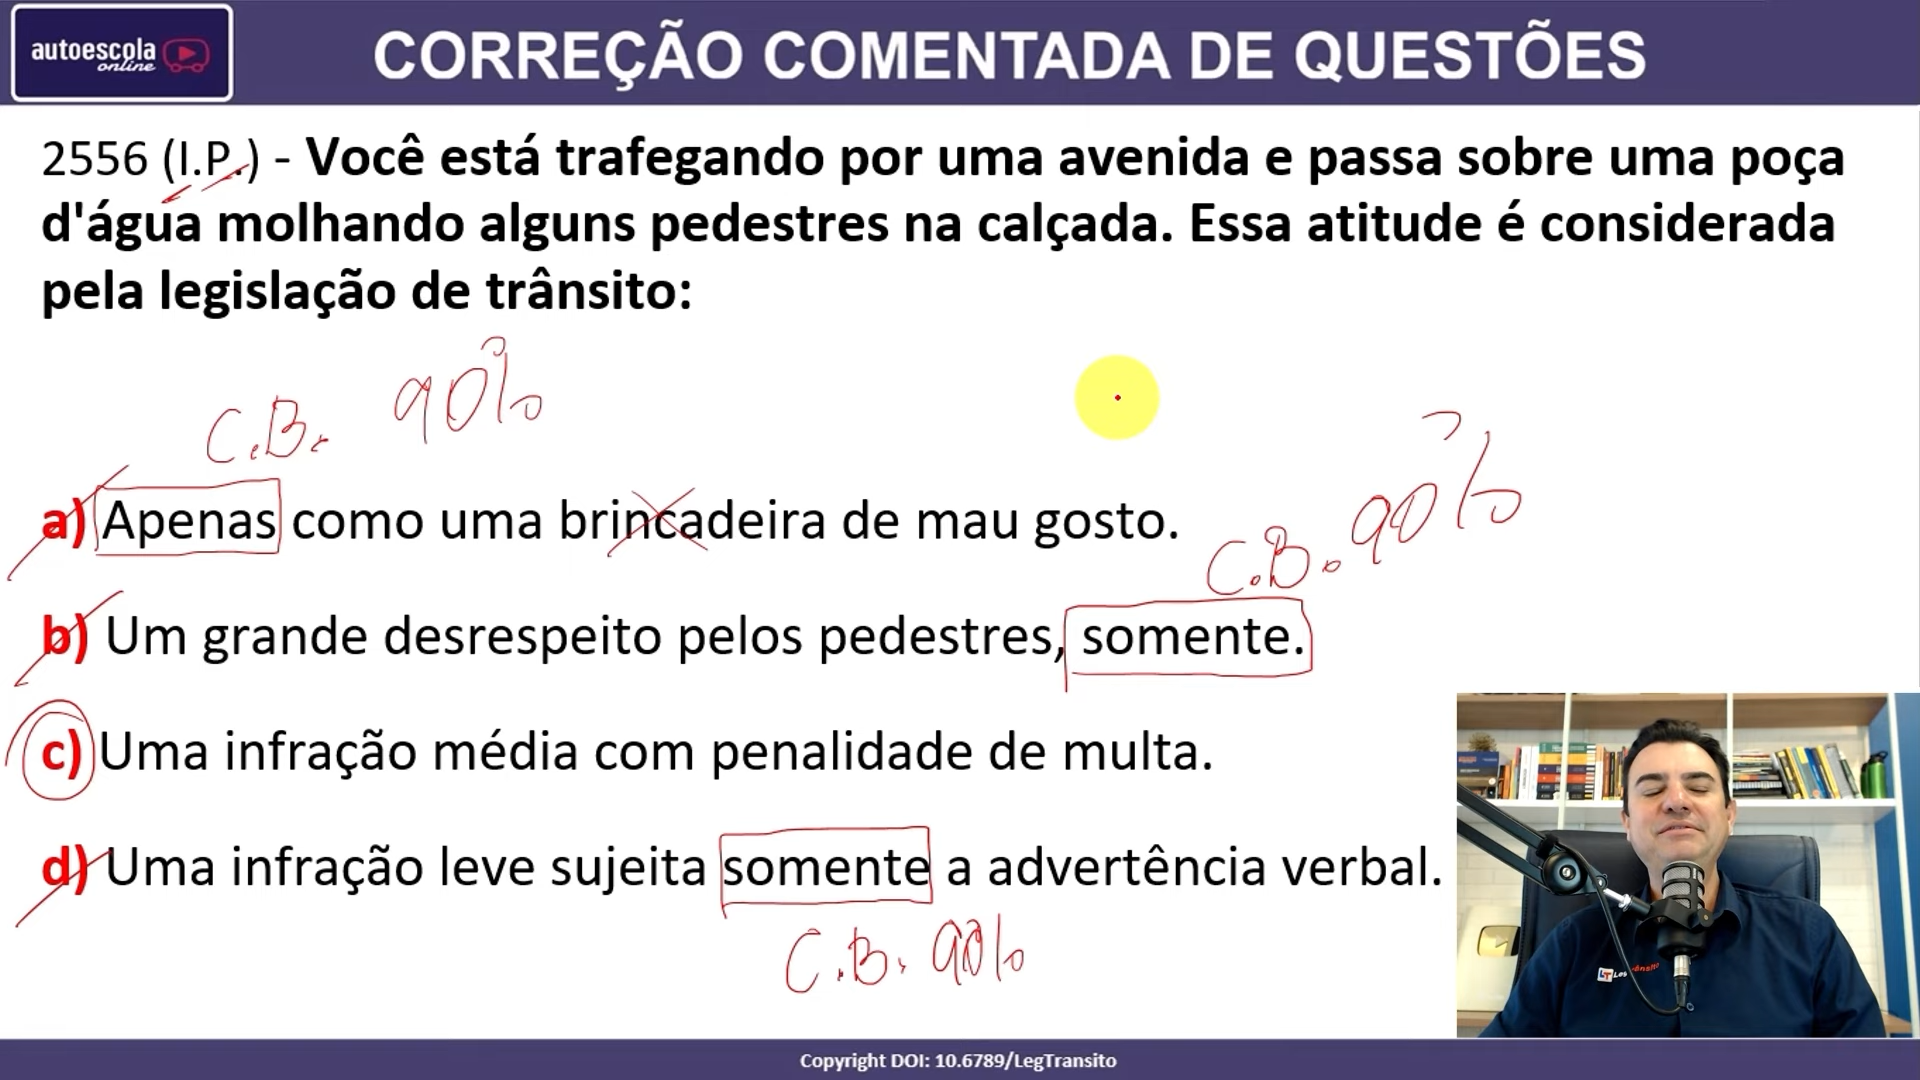 autoescola
online
CORREÇÃO COMENTADA DE QUESTÕES
2556 (I.P.) - Você está trafegando por uma avenida e passa sobre uma poça
d'água molhando alguns pedestres na calçada. Essa atitude é considerada
pela legislação de trânsito:
C.B. 90%
a) Apenas como uma brincadeira de mau gosto.
C.B. 90%
b) Um grande desrespeito pelos pedestres, somente.
c) Uma infração média com penalidade de multa.
d) Uma infração leve sujeita somente a advertência verbal.
C.B. 90%
LT
Copyright DOI: 10.6789/LegTransito